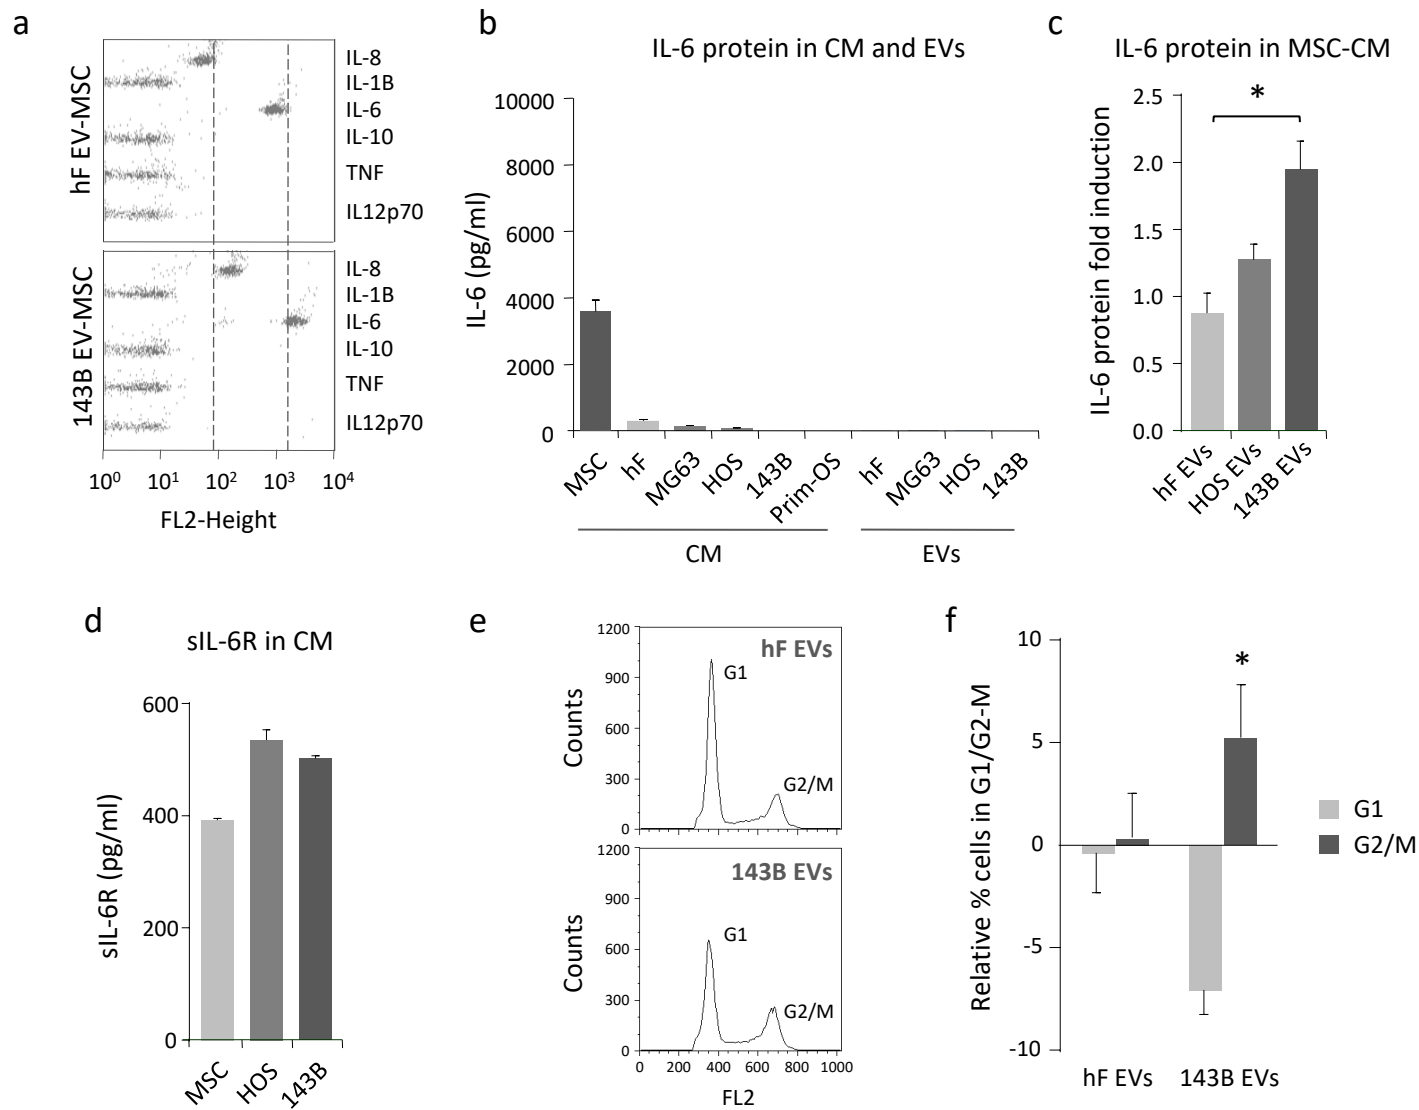 a
hF EV-MSC
IL-8
IL-1B
IL-6
IL-10
TNF
IL12p70
143B EV-MSC
IL-8
IL-1B
IL-6
IL-10
TNF
IL12p70
10⁰ 10¹ 10² 10³ 10⁴
FL2-Height
b
IL-6 protein in CM and EVs
IL-6 (pg/ml)
10000
8000
6000
4000
2000
0
MSC hF MG63 HOS 143B Prim-OS hF MG63 HOS 143B
CM EVs
c
IL-6 protein in MSC-CM
IL-6 protein fold induction
2.5
2.0
1.5
1.0
0.5
0.0
*
hF EVs HOS EVs 143B EVs
d
sIL-6R in CM
sIL-6R (pg/ml)
600
400
200
0
MSC HOS 143B
e
Counts
1200
900
600
300
0
hF EVs
G1
G2/M
Counts
1200
900
600
300
0
143B EVs
G1
G2/M
0 200 400 600 800 1000
FL2
f
Relative % cells in G1/G2-M
10
5
0
-5
-10
*
hF EVs 143B EVs
G1
G2/M